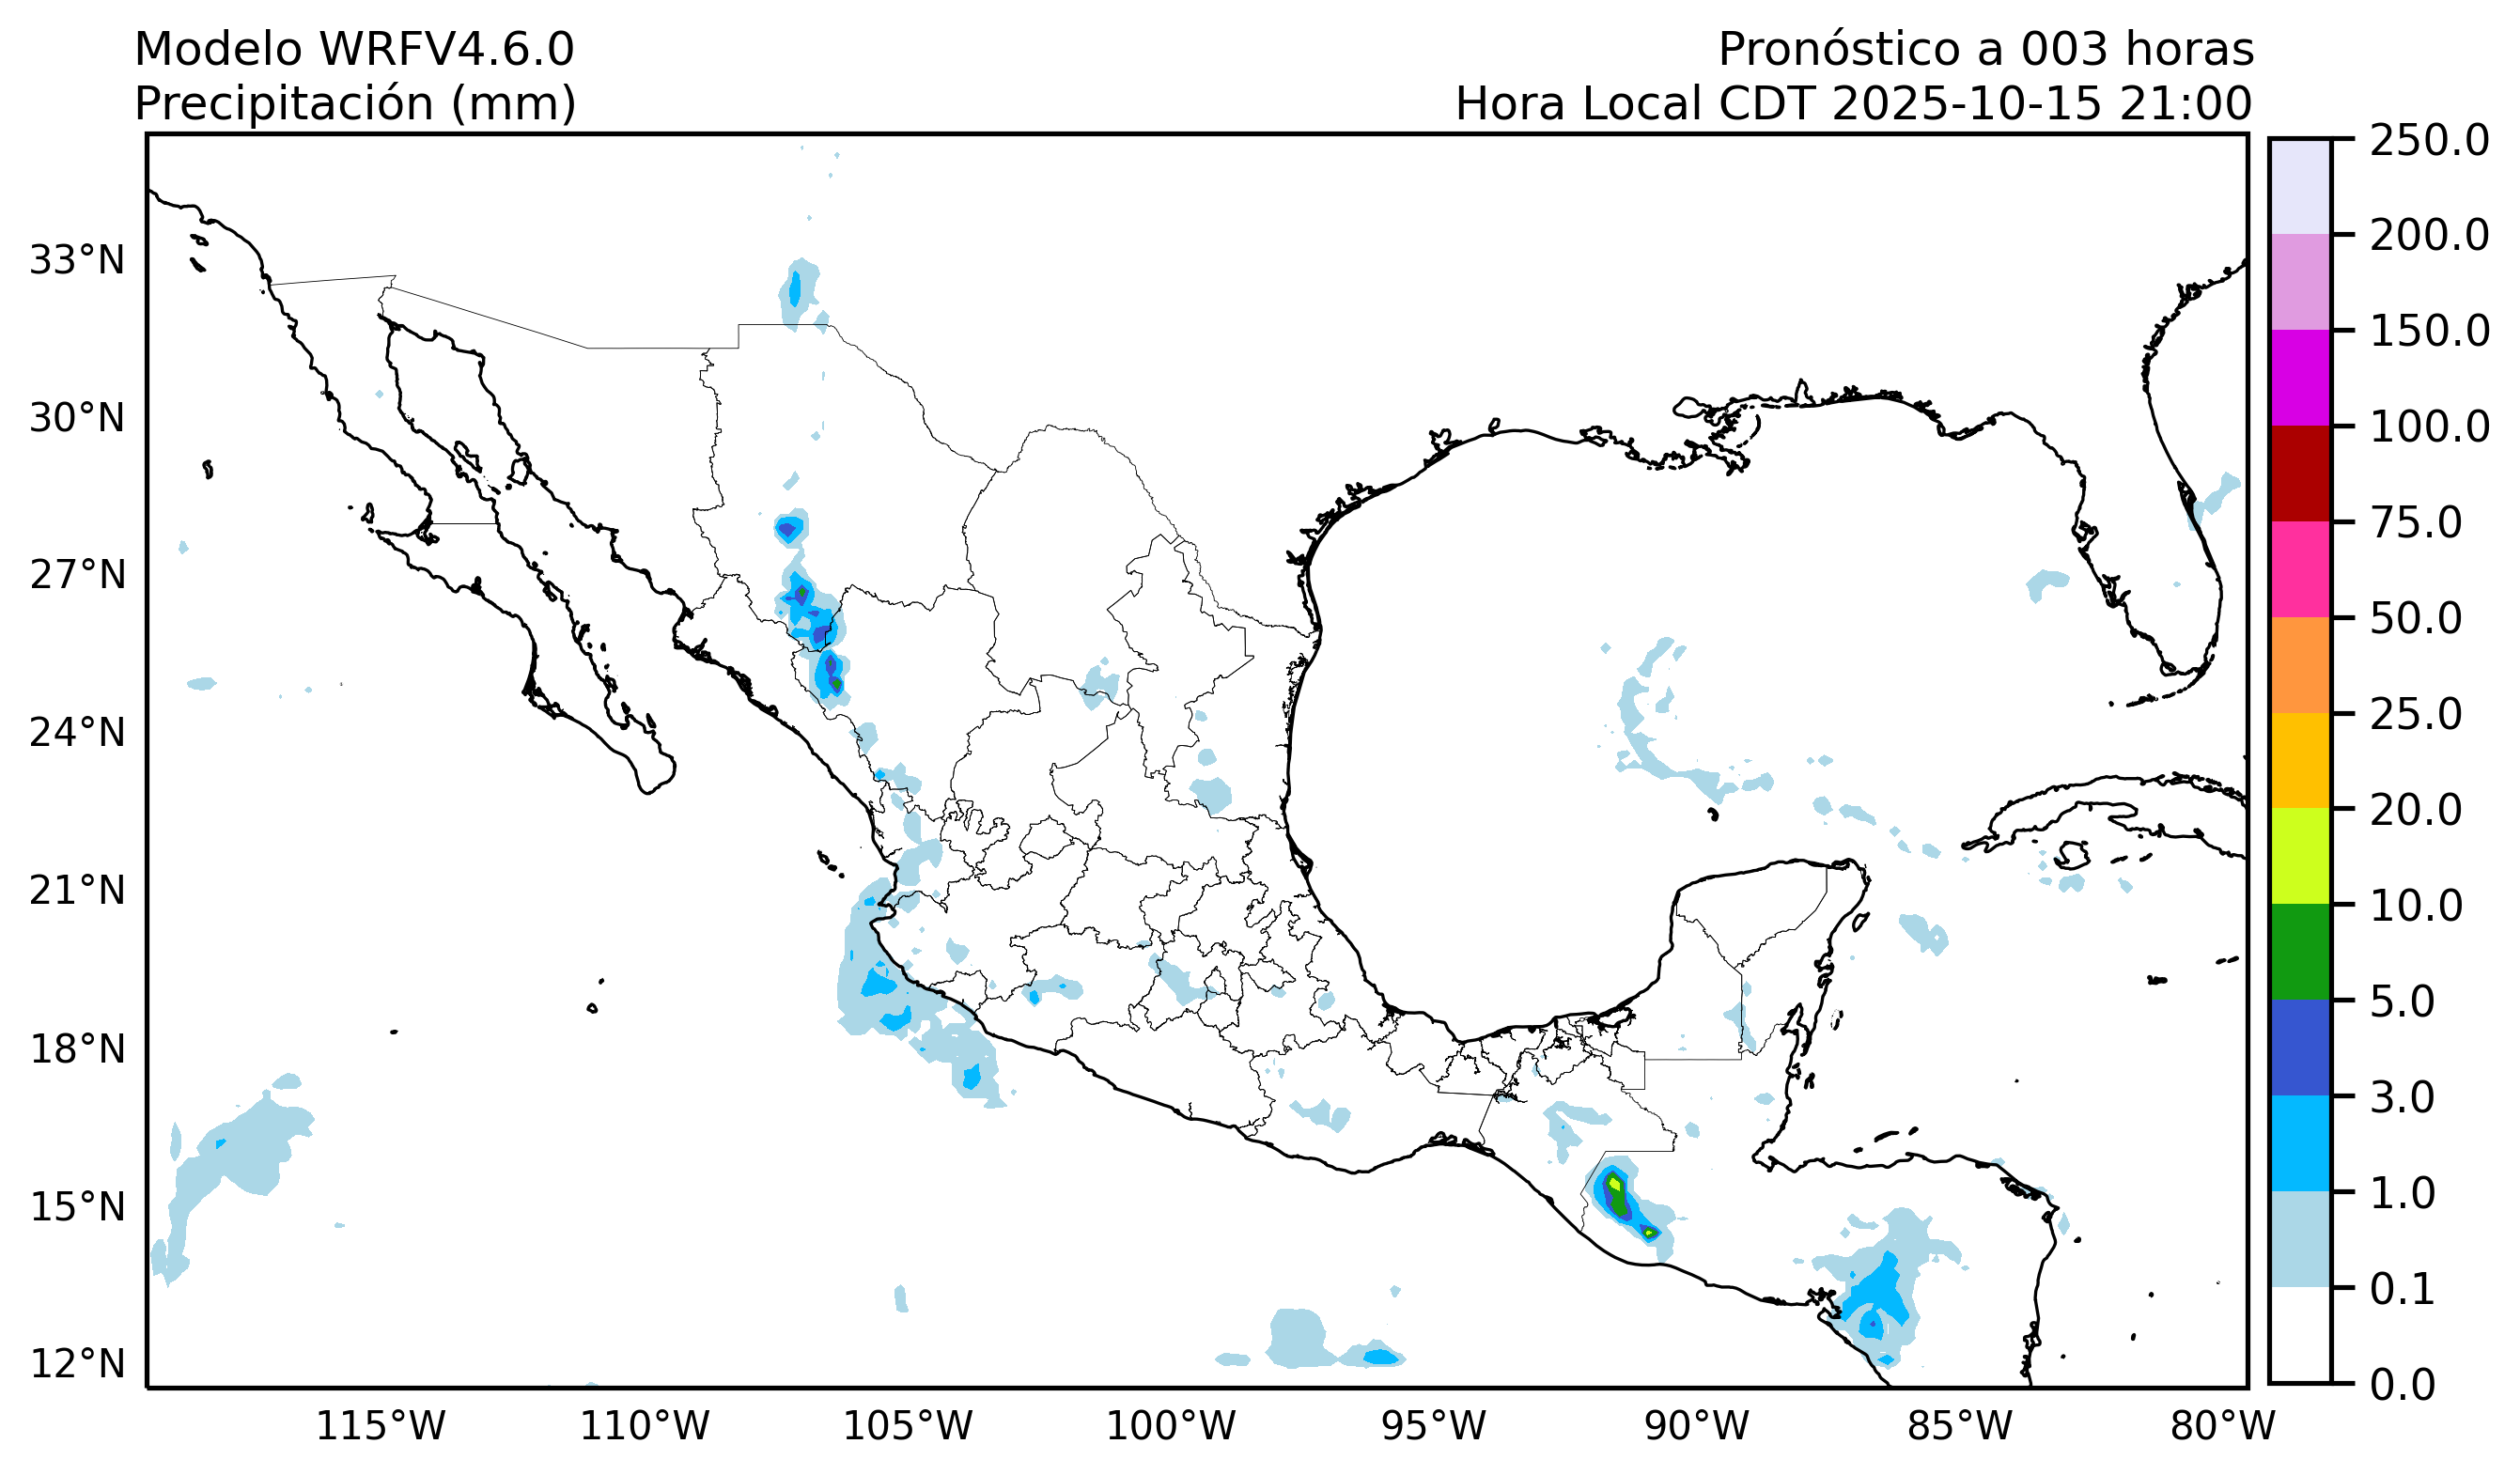 Modelo WRFV4.6.0
Precipitación (mm)
Pronóstico a 003 horas
Hora Local CDT 2025-10-15 21:00
33°N
30°N
27°N
24°N
21°N
18°N
15°N
12°N
115°W
110°W
105°W
100°W
95°W
90°W
85°W
80°W
250.0
200.0
150.0
100.0
75.0
50.0
25.0
20.0
10.0
5.0
3.0
1.0
0.1
0.0